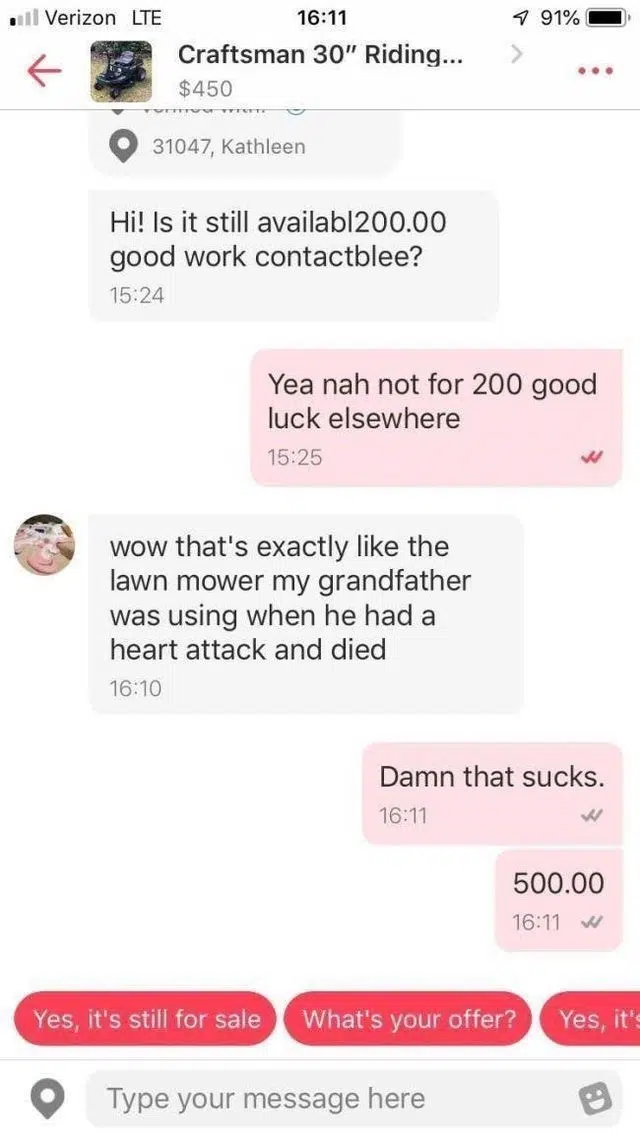 Verizon LTE 16:11 91%
Craftsman 30” Riding...
$450
31047, Kathleen
Hi! Is it still availabl200.00
good work contactblee?
15:24
Yea nah not for 200 good
luck elsewhere
15:25
wow that's exactly like the
lawn mower my grandfather
was using when he had a
heart attack and died
16:10
Damn that sucks.
16:11
500.00
16:11
Yes, it's still for sale What's your offer? Yes, it's
Type your message here